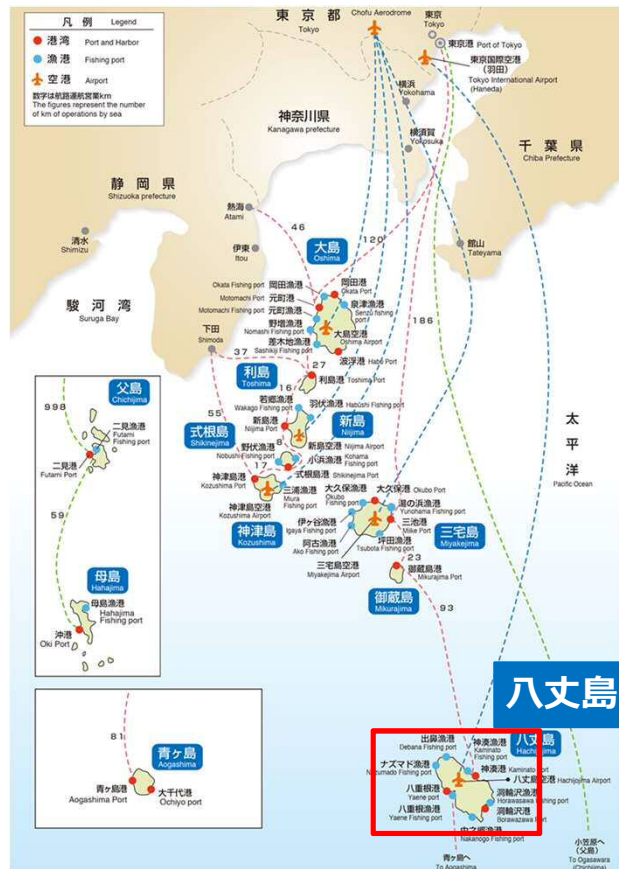 凡 例 Legend
港湾 Port and Harbor
漁港 Fishing port
空港 Airport
数字は航路運航営業km
The figures represent the number
of km of operations by sea
東 京 都
Tokyo
Chofu Aerodrome
東京
Tokyo
東京港 Port of Tokyo
東京国際空港
(羽田)
Tokyo International Airport
(Haneda)
横浜
Yokohama
神奈川県
Kanagawa prefecture
横須賀
Yokosuka
千 葉 県
Chiba Prefecture
静 岡 県
Shizuoka prefecture
熱海
Atami
清水
Shimizu
伊東
Itou
館山
Tateyama
駿 河 湾
Suruga Bay
下田
Shimoda
46
120
186
大島
Oshima
岡田漁港
Okata Fishing port
岡田港
Okata Port
元町港
Motomachi Port
泉津漁港
Senzu fishing port
元町漁港
Motomachi Fishing port
野増漁港
Nomashi Fishing port
大島空港
Oshima Airport
差木地漁港
Sashikoji Fishing port
波浮港 Habu Port
37
27
利島
Toshima
利島港 Toshima Port
16
55
若郷漁港
Wakago Fishing port
羽伏漁港
Habushi Fishing port
新島
Niijima
新島港
Niijima Port
新島空港 Niijima Airport
式根島
Shikinejima
野伏漁港
Nobushi Fishing port
8
小浜漁港
Kohama Fishing port
17
式根島港 Shikinejima Port
神津島港
Kozushima Port
三浦漁港
Miura Fishing port
神津島空港
Kozushima Airport
神津島
Kozushima
大久保漁港
Okubo Fishing port
大久保港 Okubo Port
湯の浜漁港
Yunohama Fishing port
伊ヶ谷漁港
Igaya Fishing port
三池港
Miike Port
阿古漁港
Ako Fishing port
坪田漁港
Tsubota Fishing port
三宅島空港
Miyakejima Airport
三宅島
Miyakejima
23
御蔵島港
Mikurajima Port
御蔵島
Mikurajima
93
太 平 洋
Pacific Ocean
998
父島
Chichijima
二見漁港
Futami Fishing port
二見港
Futami Port
59
母島
Hahajima
母島漁港
Hahajima Fishing port
沖港
Oki Port
81
青ヶ島
Aogashima
青ヶ島港
Aogashima Port
大千代港
Ochiyo port
八丈島
八丈島
Hachijojima
出鼻漁港
Debana Fishing port
神湊漁港
Kaminato Fishing port
ナズマド漁港
Nazumado Fishing port
神湊港 Kaminato Port
八丈島空港 Hachijojima Airport
八重根港
Yaene port
洞輪沢漁港
Horawasawa Fishing port
八重根漁港
Yaene Fishing port
洞輪沢港
Borawazawa Port
中之郷漁港
Nakanogo Fishing port
青ヶ島へ
To Aogashima
小笠原へ
(父島)
To Ogasawara
(Chichijima)